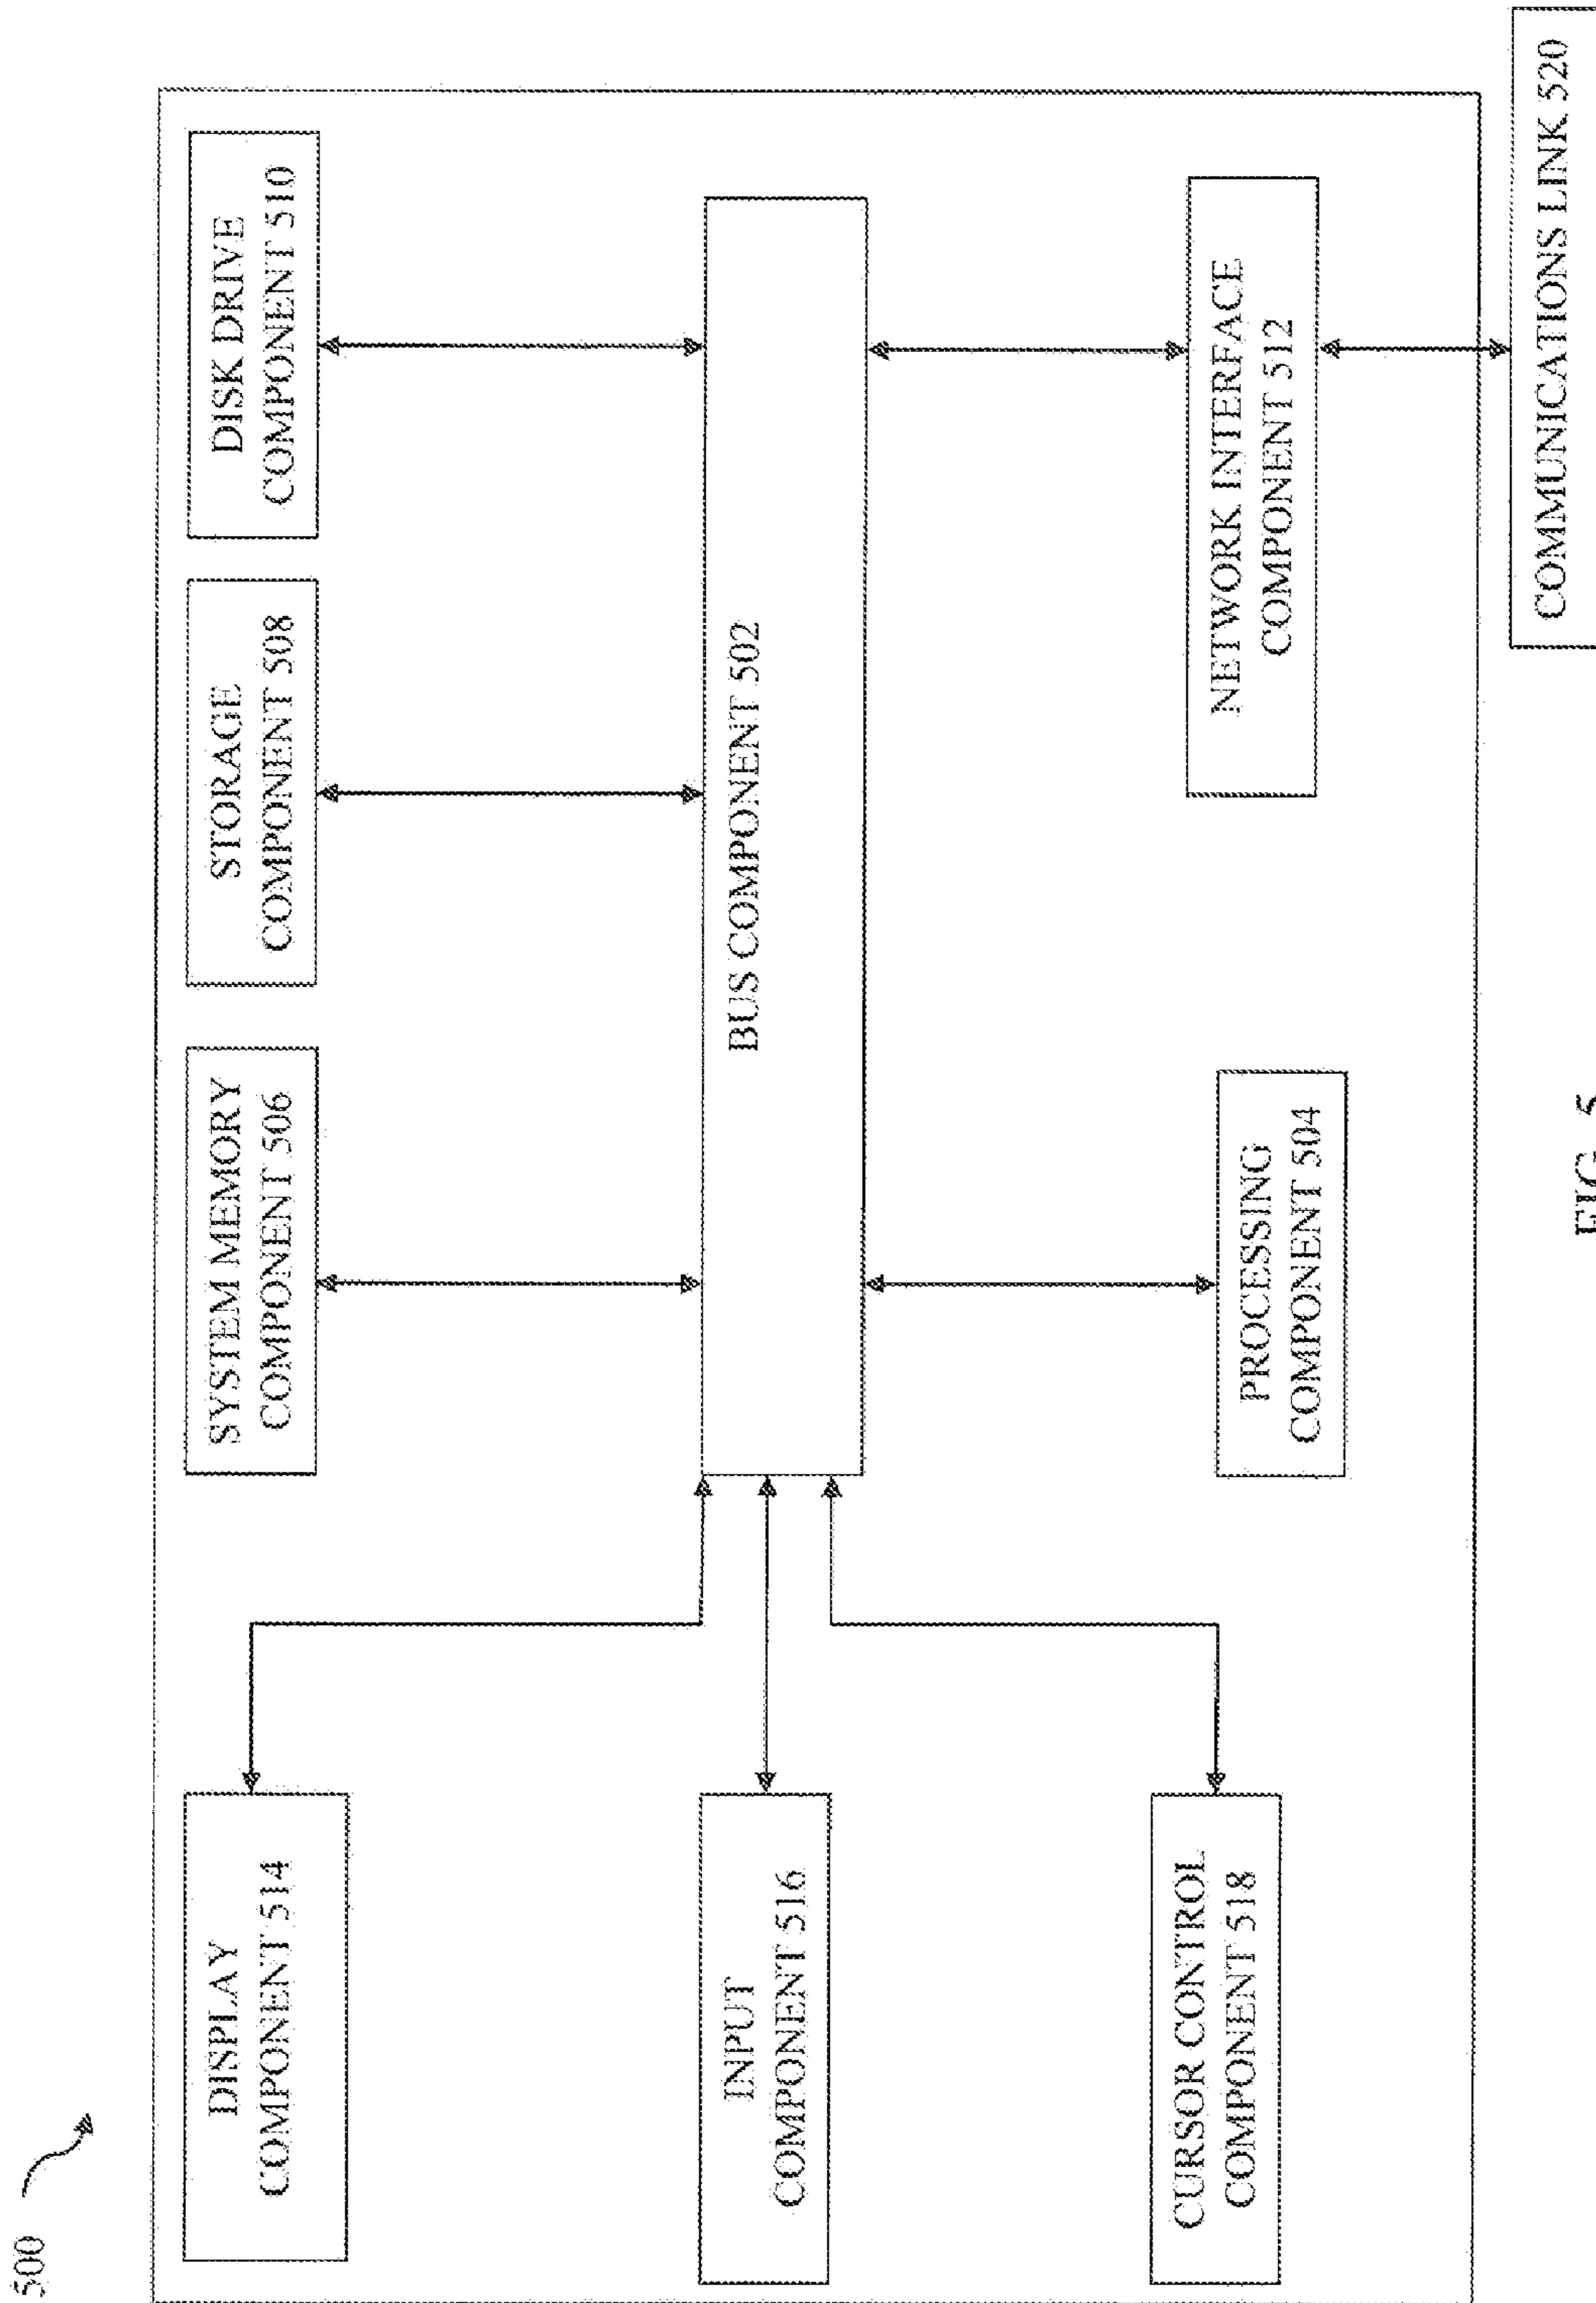 500
DISPLAY
COMPONENT 514
SYSTEM MEMORY
COMPONENT 506
STORAGE
COMPONENT 508
DISK DRIVE
COMPONENT 510
INPUT
COMPONENT 516
BUS COMPONENT 502
CURSOR CONTROL
COMPONENT 518
PROCESSING
COMPONENT 504
NETWORK INTERFACE
COMPONENT 512
COMMUNICATIONS LINK 520
FIG. 5